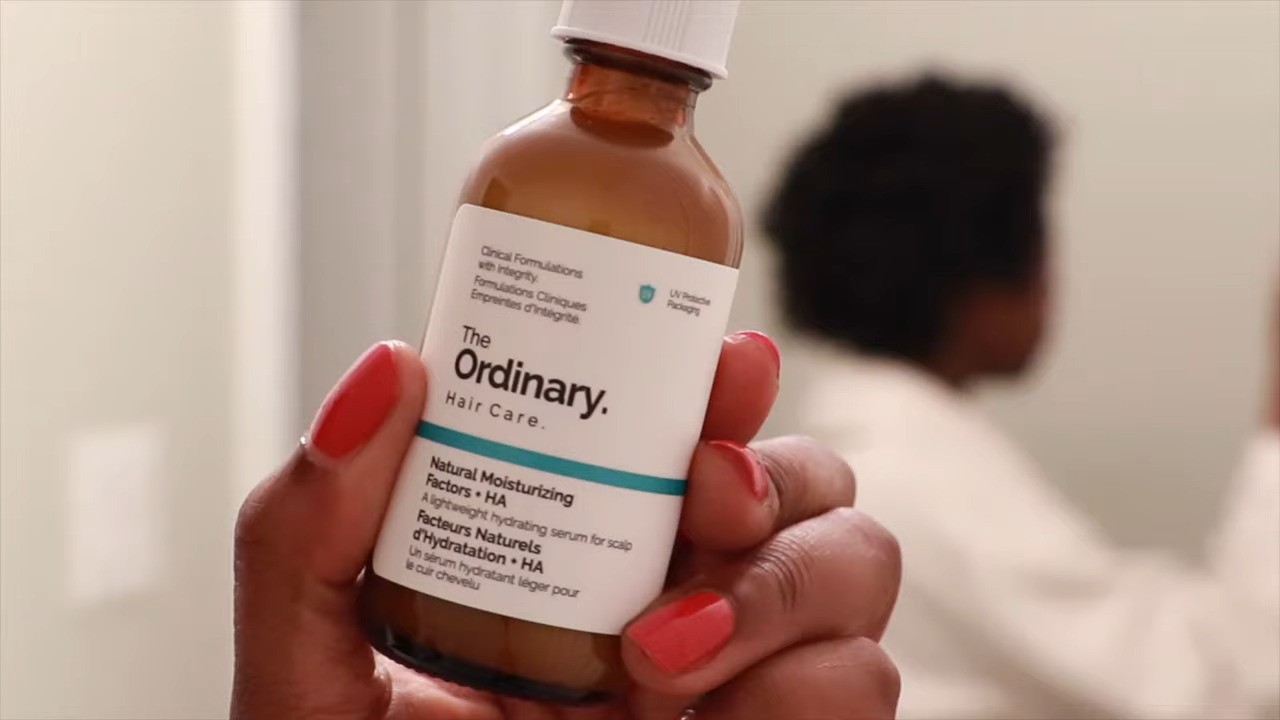 Clinical Formulations
with Integrity.
Formulations Cliniques
Empreintes d'Intégrité.
UV Protective
Packaging
The
Ordinary.
Hair Care.
Natural Moisturizing
Factors + HA
A lightweight hydrating serum for scalp
Facteurs Naturels
d'Hydratation + HA
Un sérum hydratant léger pour
le cuir chevelu